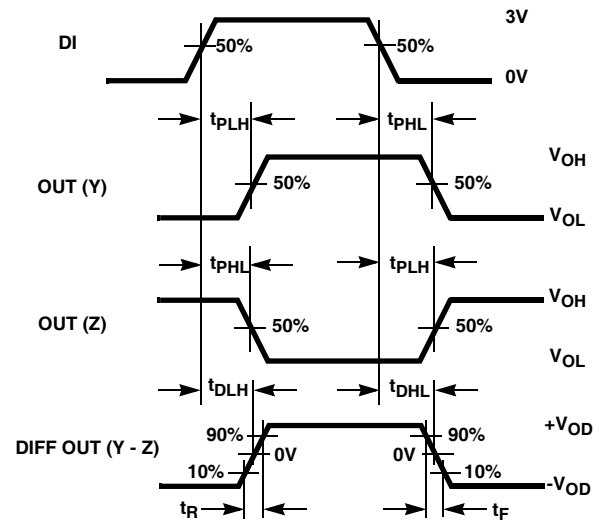 3V
DI
50%
50%
0V
tPLH
tPHL
VOH
OUT (Y)
50%
50%
VOL
tPHL
tPLH
VOH
OUT (Z)
50%
50%
VOL
tDLH
tDHL
+VOD
90%
90%
DIFF OUT (Y - Z)
0V
0V
10%
10%
-VOD
tR
tF